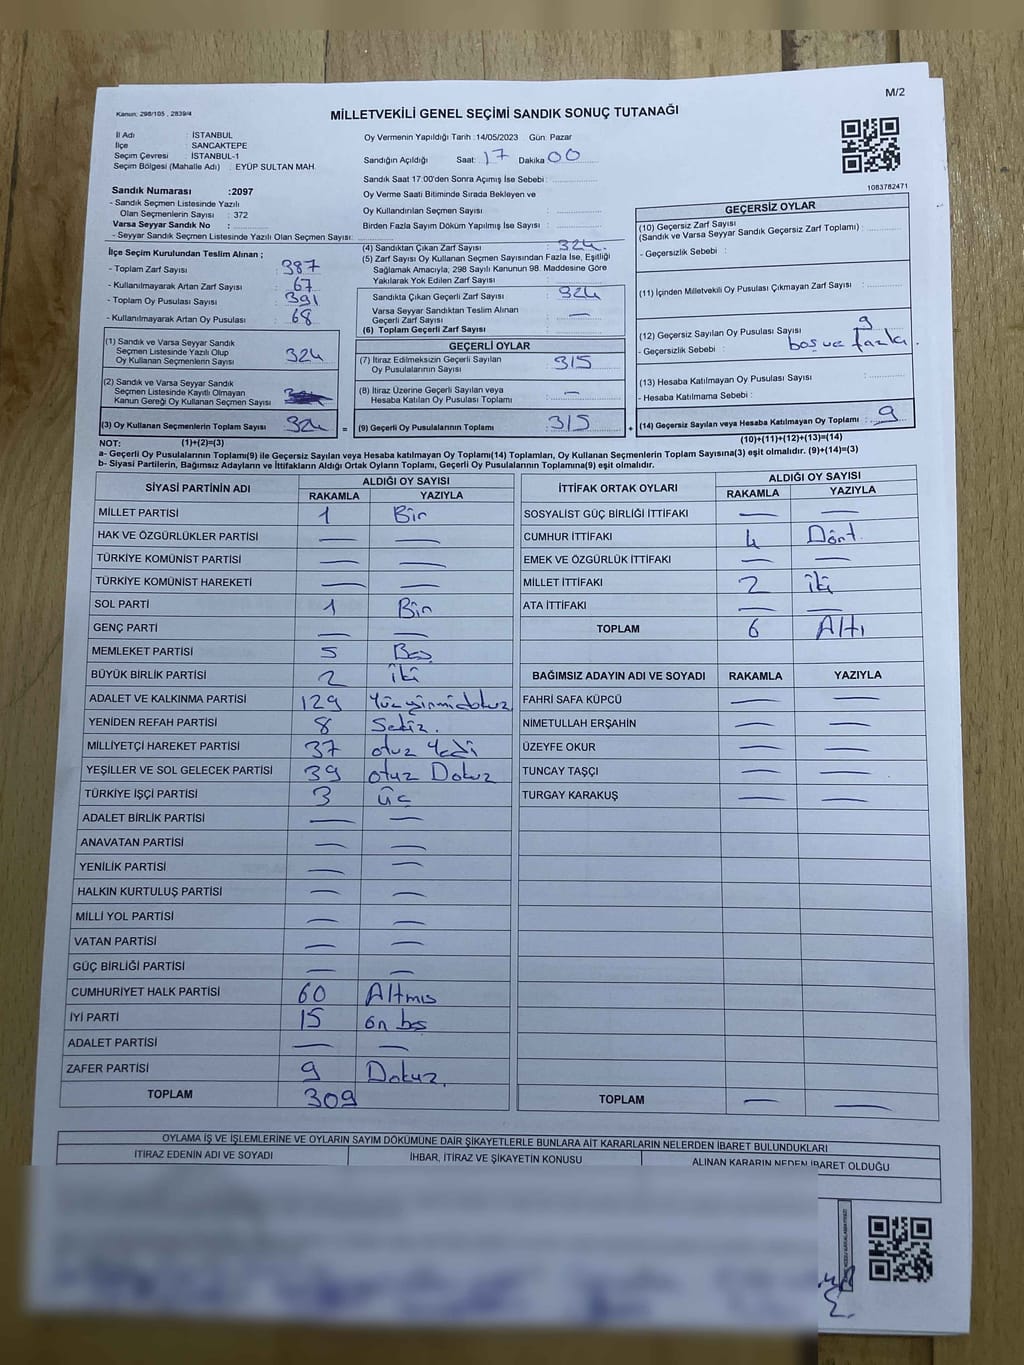 M/2
Kanun: 298/105 , 2839/4
MİLLETVEKİLİ GENEL SEÇİMİ SANDIK SONUÇ TUTANAĞI
İl Adı : İSTANBUL
İlçe : SANCAKTEPE
Seçim Çevresi : İSTANBUL-1
Seçim Bölgesi (Mahalle Adı) : EYÜP SULTAN MAH.
Sandık Numarası :2097
- Sandık Seçmen Listesinde Yazılı
Olan Seçmenlerin Sayısı : 372
Varsa Seyyar Sandık No :
- Seyyar Sandık Seçmen Listesinde Yazılı Olan Seçmen Sayısı:
İlçe Seçim Kurulundan Teslim Alınan ;
- Toplam Zarf Sayısı : 387
- Kullanılmayarak Artan Zarf Sayısı : 67
- Toplam Oy Pusulası Sayısı : 391
- Kullanılmayarak Artan Oy Pusulası : 68
(1) Sandık ve Varsa Seyyar Sandık
Seçmen Listesinde Yazılı Olup
Oy Kullanan Seçmenlerin Sayısı : 324
(2) Sandık ve Varsa Seyyar Sandık
Seçmen Listesinde Kayıtlı Olmayan
Kanun Gereği Oy Kullanan Seçmen Sayısı :
(3) Oy Kullanan Seçmenlerin Toplam Sayısı : 324 =
Oy Vermenin Yapıldığı Tarih :14/05/2023 Gün: Pazar
Sandığın Açıldığı Saat: 17 Dakika 00
Sandık Saat 17:00'den Sonra Açımış İse Sebebi :
Oy Verme Saati Bitiminde Sırada Bekleyen ve
Oy Kullandırılan Seçmen Sayısı :
Birden Fazla Sayım Döküm Yapılmış İse Sayısı :
(4) Sandıktan Çıkan Zarf Sayısı : 324.
(5) Zarf Sayısı Oy Kullanan Seçmen Sayısından Fazla İse, Eşitliği
Sağlamak Amacıyla; 298 Sayılı Kanunun 98. Maddesine Göre
Yakılarak Yok Edilen Zarf Sayısı :
Sandıkta Çıkan Geçerli Zarf Sayısı : 324
Varsa Seyyar Sandıktan Teslim Alınan
Geçerli Zarf Sayısı : —
(6) Toplam Geçerli Zarf Sayısı :
GEÇERLİ OYLAR
(7) İtiraz Edilmeksizin Geçerli Sayılan
Oy Pusulalarının Sayısı : 315
(8) İtiraz Üzerine Geçerli Sayılan veya
Hesaba Katılan Oy Pusulası Toplamı : —
(9) Geçerli Oy Pusulalarının Toplamı : 315 +
1083782471
GEÇERSİZ OYLAR
(10) Geçersiz Zarf Sayısı
(Sandık ve Varsa Seyyar Sandık Geçersiz Zarf Toplamı) :
- Geçersizlik Sebebi :
(11) İçinden Milletvekili Oy Pusulası Çıkmayan Zarf Sayısı :
(12) Geçersiz Sayılan Oy Pusulası Sayısı : 9
- Geçersizlik Sebebi : boş ve fazla.
(13) Hesaba Katılmayan Oy Pusulası Sayısı :
- Hesaba Katılmama Sebebi :
(14) Geçersiz Sayılan veya Hesaba Katılmayan Oy Toplamı : 9
NOT: (1)+(2)=(3) (10)+(11)+(12)+(13)=(14)
a- Geçerli Oy Pusulalarının Toplamı(9) ile Geçersiz Sayılan veya Hesaba katılmayan Oy Toplamı(14) Toplamları, Oy Kullanan Seçmenlerin Toplam Sayısına(3) eşit olmalıdır. (9)+(14)=(3)
b- Siyasi Partilerin, Bağımsız Adayların ve İttifakların Aldığı Ortak Oyların Toplamı, Geçerli Oy Pusulalarının Toplamına(9) eşit olmalıdır.
SİYASİ PARTİNİN ADI ALDIĞI OY SAYISI
RAKAMLA YAZIYLA
MİLLET PARTİSİ 1 Bir
HAK VE ÖZGÜRLÜKLER PARTİSİ — —
TÜRKİYE KOMÜNİST PARTİSİ — —
TÜRKİYE KOMÜNİST HAREKETİ — —
SOL PARTİ 1 Bir
GENÇ PARTİ — —
MEMLEKET PARTİSİ 5 Beş
BÜYÜK BİRLİK PARTİSİ 2 iki
ADALET VE KALKINMA PARTİSİ 129 Yüzyirmidokuz
YENİDEN REFAH PARTİSİ 8 Sekiz.
MİLLİYETÇİ HAREKET PARTİSİ 37 otuz Yedi
YEŞİLLER VE SOL GELECEK PARTİSİ 39 otuz Dokuz
TÜRKİYE İŞÇİ PARTİSİ 3 üç
ADALET BİRLİK PARTİSİ — —
ANAVATAN PARTİSİ — —
YENİLİK PARTİSİ — —
HALKIN KURTULUŞ PARTİSİ — —
MİLLİ YOL PARTİSİ — —
VATAN PARTİSİ — —
GÜÇ BİRLİĞİ PARTİSİ — —
CUMHURİYET HALK PARTİSİ 60 Altmış
İYİ PARTİ 15 on beş
ADALET PARTİSİ — —
ZAFER PARTİSİ 9 Dokuz.
TOPLAM 309
İTTİFAK ORTAK OYLARI ALDIĞI OY SAYISI
RAKAMLA YAZIYLA
SOSYALİST GÜÇ BİRLİĞİ İTTİFAKI — —
CUMHUR İTTİFAKI 4 Dört.
EMEK VE ÖZGÜRLÜK İTTİFAKI — —
MİLLET İTTİFAKI 2 iki
ATA İTTİFAKI — —
TOPLAM 6 Altı
BAĞIMSIZ ADAYIN ADI VE SOYADI RAKAMLA YAZIYLA
FAHRİ SAFA KÜPCÜ — —
NİMETULLAH ERŞAHİN — —
ÜZEYFE OKUR — —
TUNCAY TAŞÇI — —
TURGAY KARAKUŞ — —
TOPLAM — —
OYLAMA İŞ VE İŞLEMLERİNE VE OYLARIN SAYIM DÖKÜMÜNE DAİR ŞİKAYETLERLE BUNLARA AİT KARARLARIN NELERDEN İBARET BULUNDUKLARI
İTİRAZ EDENİN ADI VE SOYADI İHBAR, İTİRAZ VE ŞİKAYETİN KONUSU ALINAN KARARIN NEDEN İBARET OLDUĞU